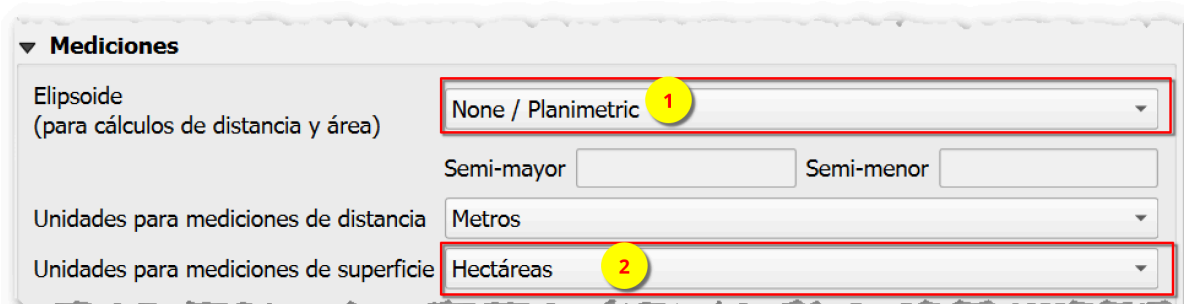 Mediciones
Elipsoide
(para cálculos de distancia y área)
None / Planimetric
1
Semi-mayor
Semi-menor
Unidades para mediciones de distancia
Metros
Unidades para mediciones de superficie
Hectáreas
2